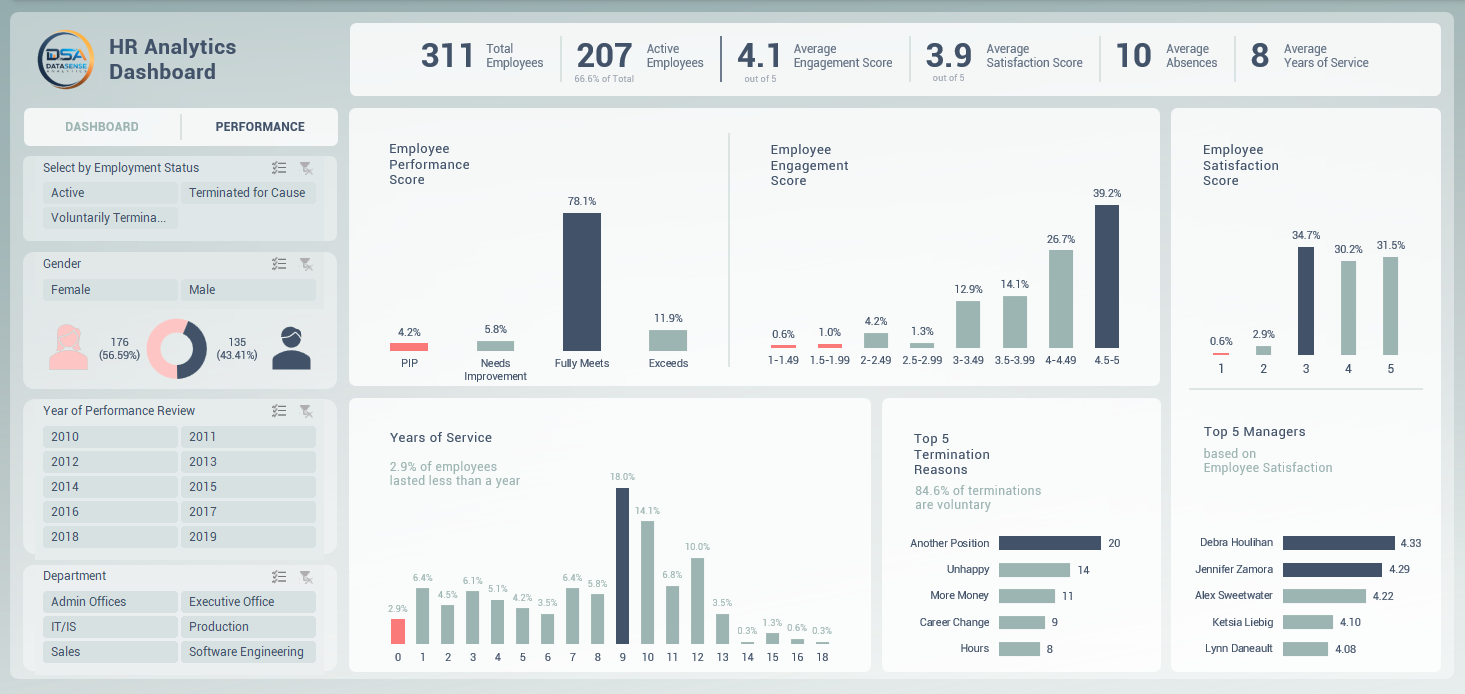 DSA
DATASENSE
ANALYTICS
HR Analytics
Dashboard
311 Total
Employees
207 Active
Employees
66.6% of Total
4.1 Average
Engagement Score
out of 5
3.9 Average
Satisfaction Score
out of 5
10 Average
Absences
8 Average
Years of Service
DASHBOARD PERFORMANCE
Select by Employment Status
Active Terminated for Cause
Voluntarily Termina...
Gender
Female Male
176 135
(56.59%) (43.41%)
Year of Performance Review
2010 2011
2012 2013
2014 2015
2016 2017
2018 2019
Department
Admin Offices Executive Office
IT/IS Production
Sales Software Engineering
Employee
Performance
Score
4.2% 5.8% 78.1% 11.9%
PIP Needs Fully Meets Exceeds
Improvement
Employee
Engagement
Score
0.6% 1.0% 4.2% 1.3% 12.9% 14.1% 26.7% 39.2%
1-1.49 1.5-1.99 2-2.49 2.5-2.99 3-3.49 3.5-3.99 4-4.49 4.5-5
Employee
Satisfaction
Score
0.6% 2.9% 34.7% 30.2% 31.5%
1 2 3 4 5
Years of Service
2.9% of employees
lasted less than a year
2.9% 6.4% 4.5% 6.1% 5.1% 4.2% 3.5% 6.4% 5.8% 18.0% 14.1% 6.8% 10.0% 3.5% 0.3% 1.3% 0.6% 0.3%
0 1 2 3 4 5 6 7 8 9 10 11 12 13 14 15 16 18
Top 5
Termination
Reasons
84.6% of terminations
are voluntary
Another Position 20
Unhappy 14
More Money 11
Career Change 9
Hours 8
Top 5 Managers
based on
Employee Satisfaction
Debra Houlihan 4.33
Jennifer Zamora 4.29
Alex Sweetwater 4.22
Ketsia Liebig 4.10
Lynn Daneault 4.08